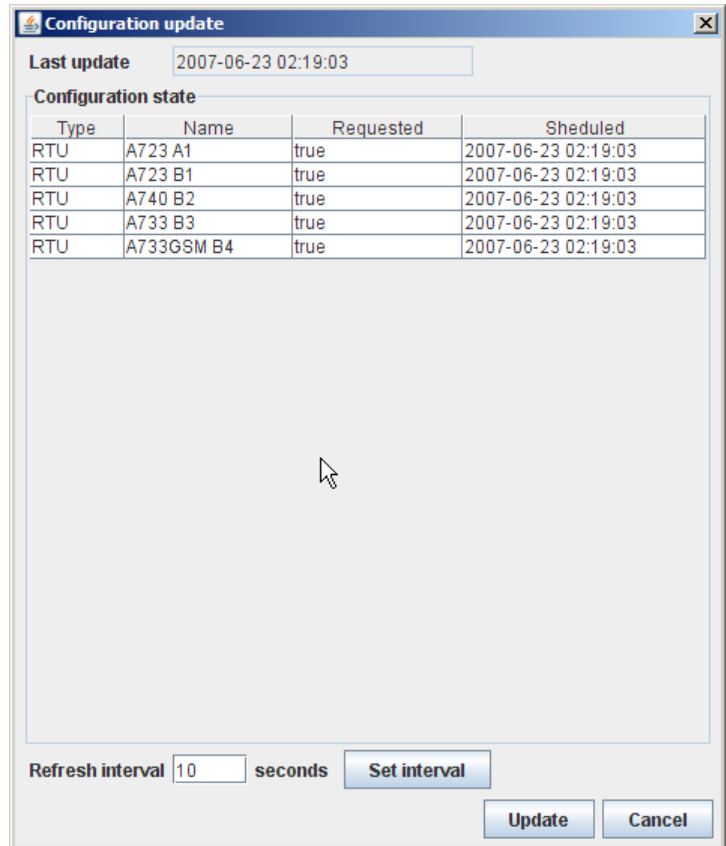 Configuration update
Last update 2007-06-23 02:19:03
Configuration state
Type Name Requested Sheduled
RTU A723 A1 true 2007-06-23 02:19:03
RTU A723 B1 true 2007-06-23 02:19:03
RTU A740 B2 true 2007-06-23 02:19:03
RTU A733 B3 true 2007-06-23 02:19:03
RTU A733GSM B4 true 2007-06-23 02:19:03
Refresh interval 10 seconds Set interval
Update Cancel